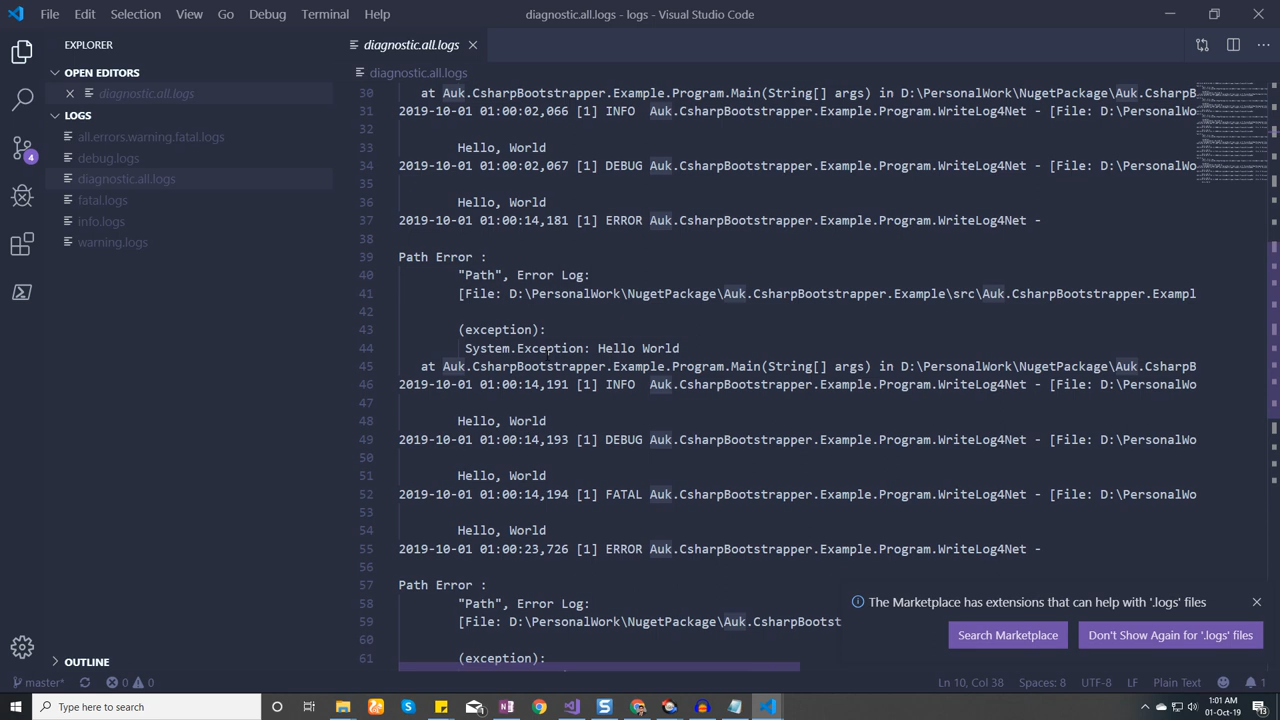 File Edit Selection View Go Debug Terminal Help diagnostic.all.logs - logs - Visual Studio Code
EXPLORER
OPEN EDITORS
diagnostic.all.logs
LOGS
all.errors.warning.fatal.logs
debug.logs
diagnostic.all.logs
fatal.logs
info.logs
warning.logs
4
OUTLINE
diagnostic.all.logs
diagnostic.all.logs
30 at Auk.CsharpBootstrapper.Example.Program.Main(String[] args) in D:\PersonalWork\NugetPackage\Auk.CsharpB
31 2019-10-01 01:00:14,181 [1] INFO Auk.CsharpBootstrapper.Example.Program.WriteLog4Net - [File: D:\PersonalWo
32
33 Hello, World
34 2019-10-01 01:00:14,181 [1] DEBUG Auk.CsharpBootstrapper.Example.Program.WriteLog4Net - [File: D:\PersonalWo
35
36 Hello, World
37 2019-10-01 01:00:14,181 [1] ERROR Auk.CsharpBootstrapper.Example.Program.WriteLog4Net -
38
39 Path Error :
40 "Path", Error Log:
41 [File: D:\PersonalWork\NugetPackage\Auk.CsharpBootstrapper.Example\src\Auk.CsharpBootstrapper.Exampl
42
43 (exception):
44 System.Exception: Hello World
45 at Auk.CsharpBootstrapper.Example.Program.Main(String[] args) in D:\PersonalWork\NugetPackage\Auk.CsharpB
46 2019-10-01 01:00:14,191 [1] INFO Auk.CsharpBootstrapper.Example.Program.WriteLog4Net - [File: D:\PersonalWo
47
48 Hello, World
49 2019-10-01 01:00:14,193 [1] DEBUG Auk.CsharpBootstrapper.Example.Program.WriteLog4Net - [File: D:\PersonalWo
50
51 Hello, World
52 2019-10-01 01:00:14,194 [1] FATAL Auk.CsharpBootstrapper.Example.Program.WriteLog4Net - [File: D:\PersonalWo
53
54 Hello, World
55 2019-10-01 01:00:23,726 [1] ERROR Auk.CsharpBootstrapper.Example.Program.WriteLog4Net -
56
57 Path Error :
58 "Path", Error Log:
59 [File: D:\PersonalWork\NugetPackage\Auk.CsharpBootst
60
61 (exception):
The Marketplace has extensions that can help with '.logs' files
Search Marketplace Don't Show Again for '.logs' files
master* 0 0 Ln 10, Col 38 Spaces: 8 UTF-8 LF Plain Text 1
Type here to search 1:01 AM
01-Oct-19